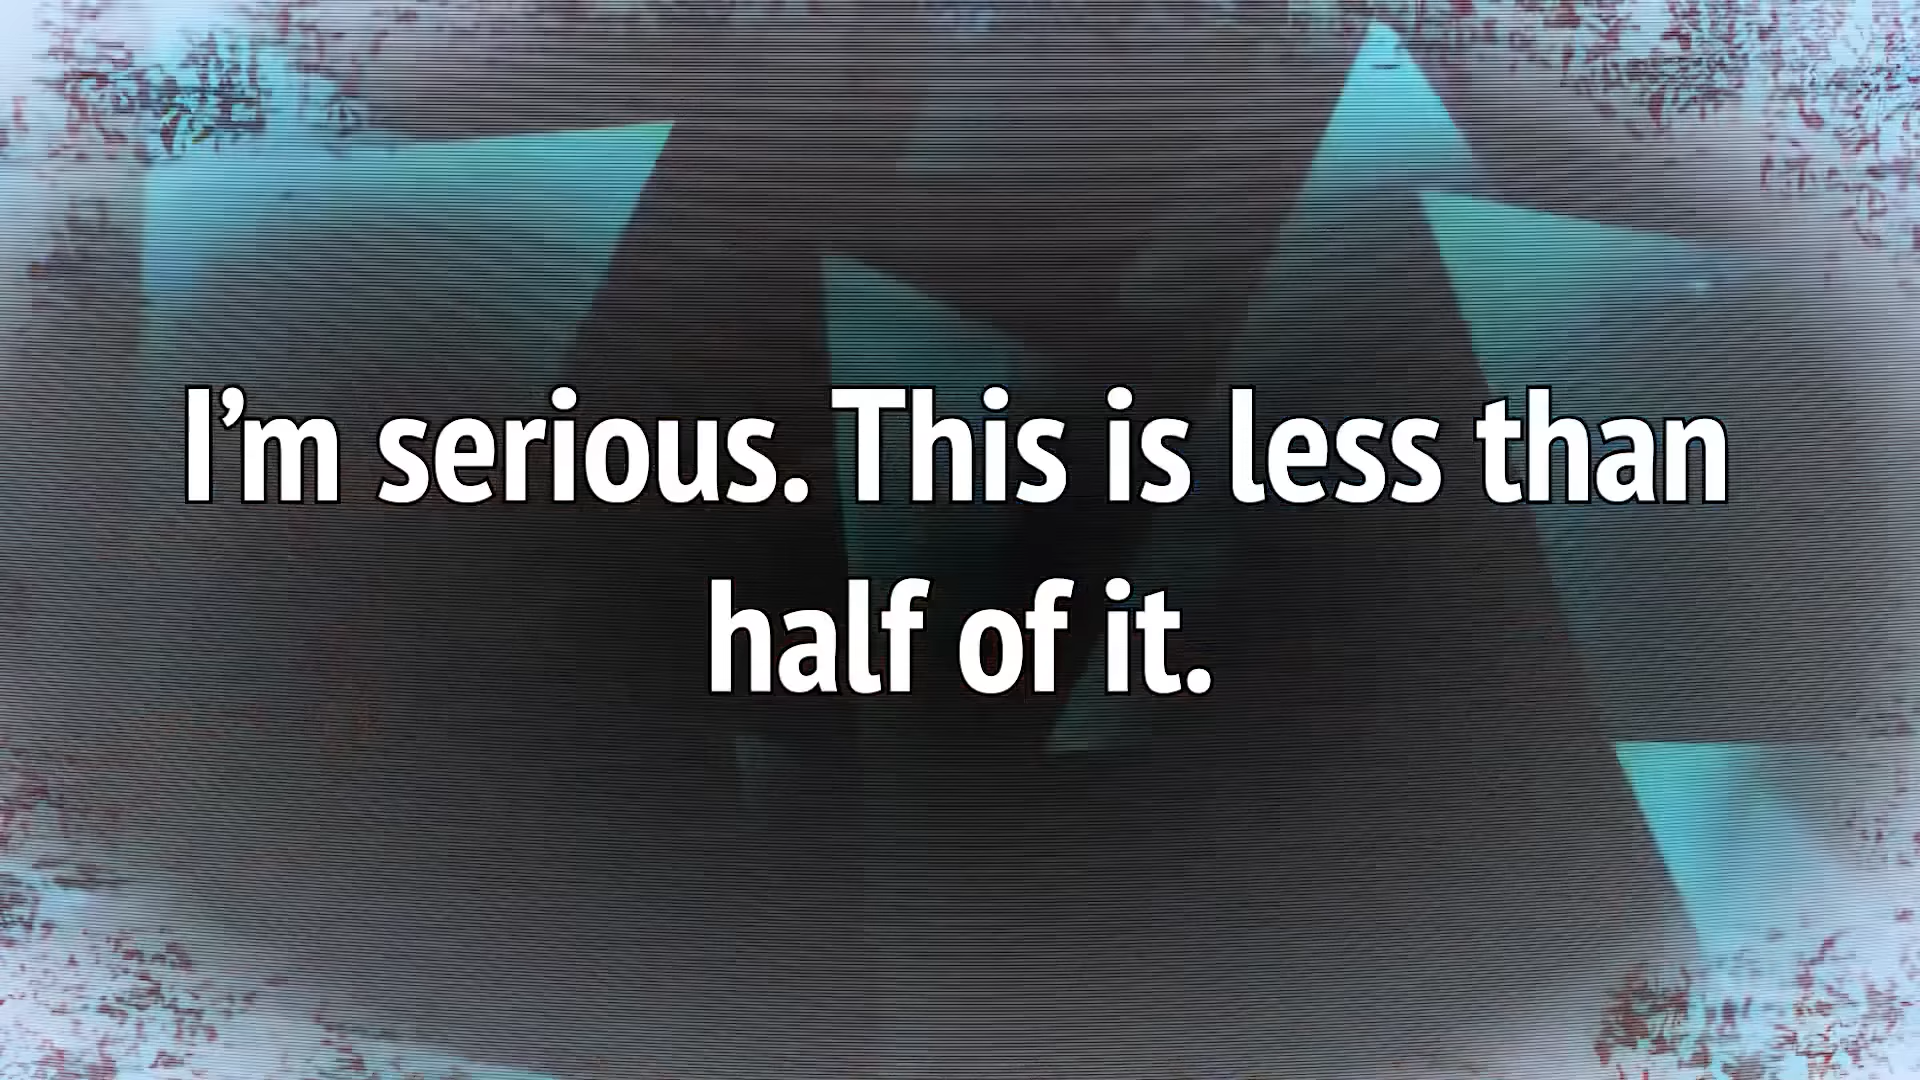 I’m serious. This is less than
half of it.